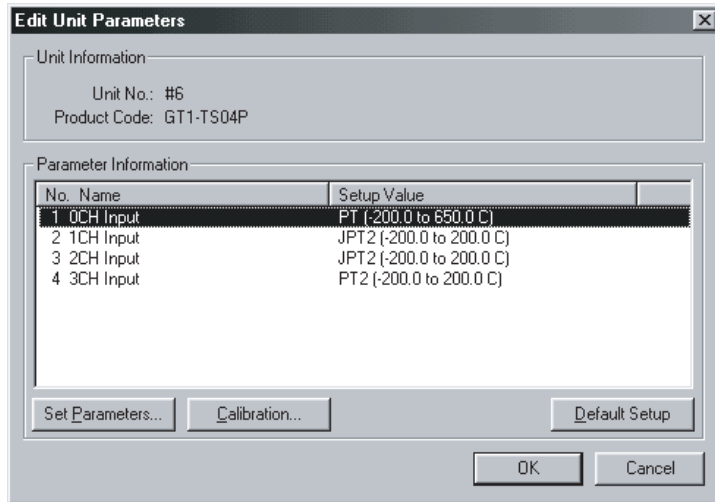 Edit Unit Parameters
Unit Information
Unit No.: #6
Product Code: GT1-TS04P
Parameter Information
No. Name Setup Value
1 0CH Input PT (-200.0 to 650.0 C)
2 1CH Input JPT2 (-200.0 to 200.0 C)
3 2CH Input JPT2 (-200.0 to 200.0 C)
4 3CH Input PT2 (-200.0 to 200.0 C)
Set Parameters... Calibration... Default Setup
OK Cancel